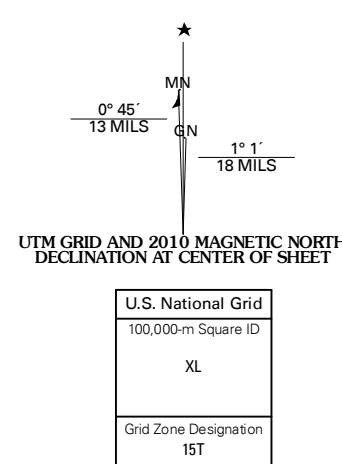 MN
0° 45´
13 MILS
GN
1° 1´
18 MILS
UTM GRID AND 2010 MAGNETIC NORTH
DECLINATION AT CENTER OF SHEET
U.S. National Grid
100,000-m Square ID
XL
Grid Zone Designation
15T